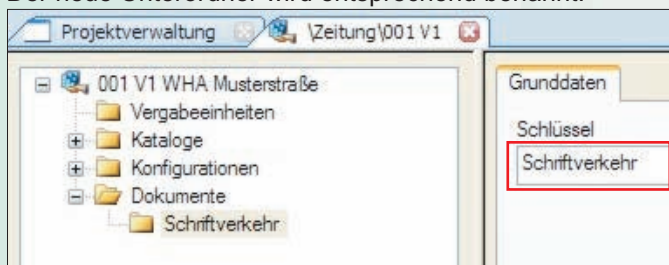 Der neue Unterordner wird entsprechend benannt.
Projektverwaltung
\Zeitung\001 V1
001 V1 WHA Musterstraße
Vergabeeinheiten
Kataloge
Konfigurationen
Dokumente
Schriftverkehr
Grunddaten
Schlüssel
Schriftverkehr